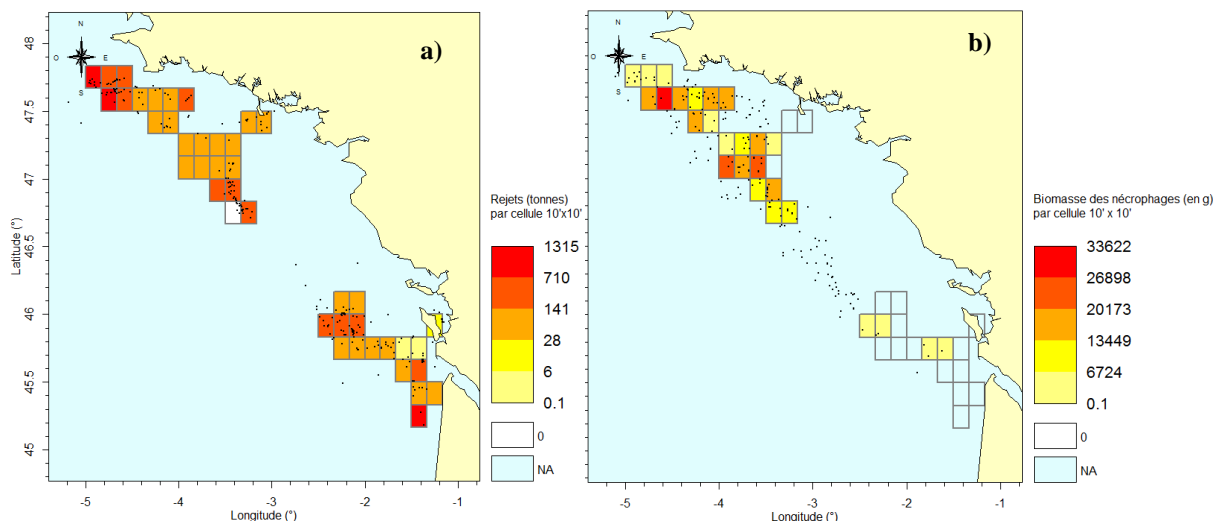 a)
N
O
E
S
48
47.5
47
46.5
46
45.5
45
Latitude (°)
-5
-4
-3
-2
-1
Longitude (°)
Rejets (tonnes)
par cellule 10'x10'
1315
710
141
28
6
0.1
0
NA
b)
N
O
E
S
-5
-4
-3
-2
-1
Longitude (°)
Biomasse des nécrophages (en g)
par cellule 10' x 10'
33622
26898
20173
13449
6724
0.1
0
NA